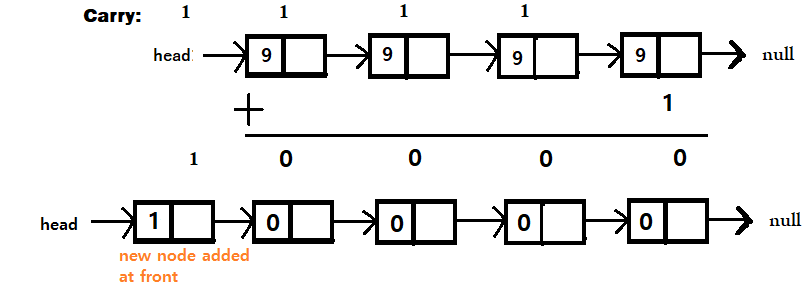 Carry: 1 1 1 1
head 9 9 9 9 null
+ 1
1 0 0 0 0
head 1 0 0 0 0 null
new node added
at front